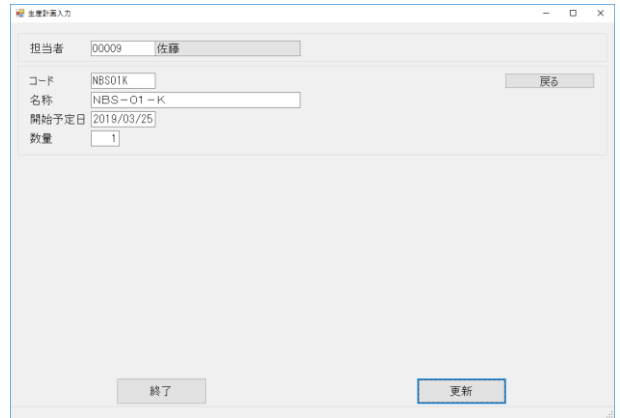 生産計画入力
担当者 00009 佐藤
コード NBS01K 戻る
名称 NBS-01-K
開始予定日 2019/03/25
数量 1
終了 更新